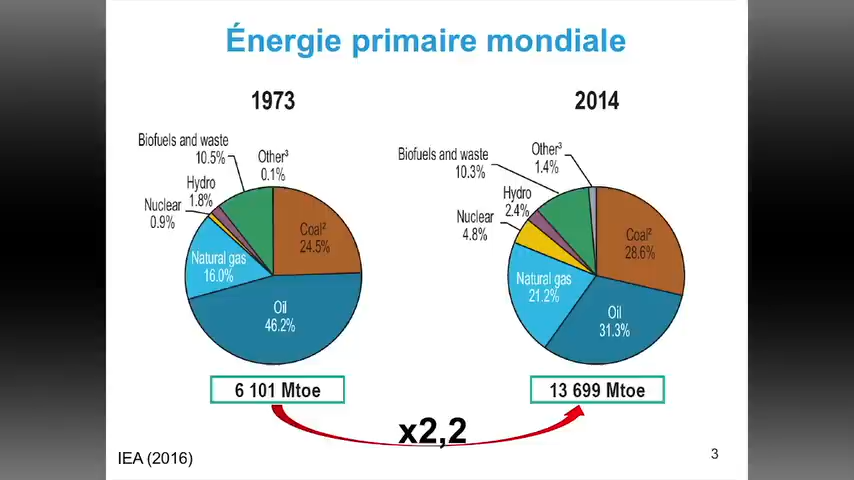 Énergie primaire mondiale
1973
Biofuels and waste
10.5%
Other³
0.1%
Hydro
1.8%
Nuclear
0.9%
Coal²
24.5%
Natural gas
16.0%
Oil
46.2%
6 101 Mtoe
2014
Biofuels and waste
10.3%
Other³
1.4%
Hydro
2.4%
Nuclear
4.8%
Coal²
28.6%
Natural gas
21.2%
Oil
31.3%
13 699 Mtoe
x2,2
IEA (2016)
3